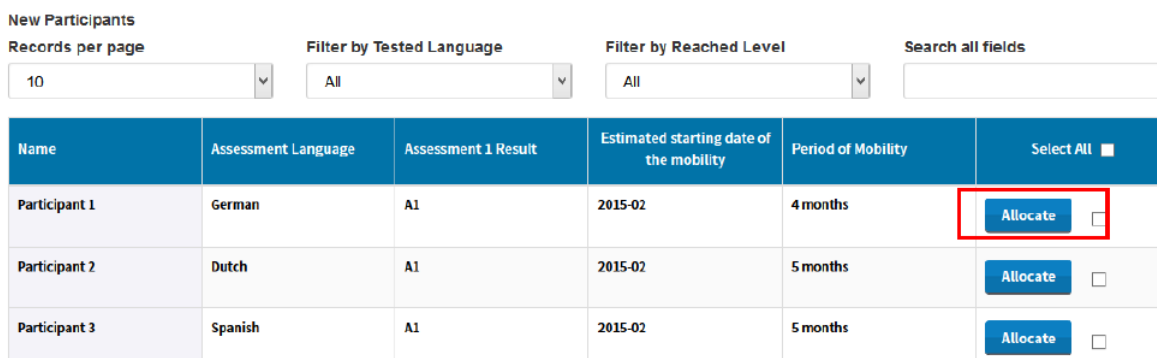 New Participants
Records per page Filter by Tested Language Filter by Reached Level Search all fields
10 All All
Name Assessment Language Assessment 1 Result Estimated starting date of the mobility Period of Mobility Select All
Participant 1 German A1 2015-02 4 months Allocate
Participant 2 Dutch A1 2015-02 5 months Allocate
Participant 3 Spanish A1 2015-02 5 months Allocate